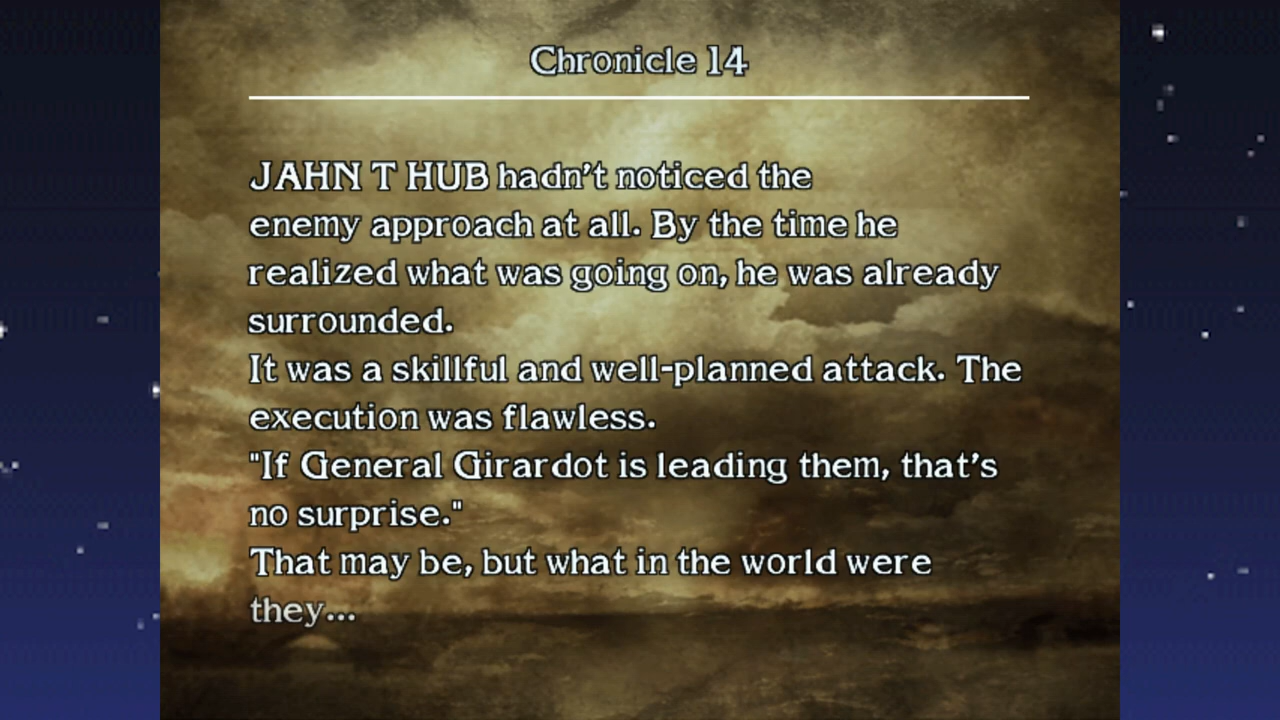 Chronicle 14
JAHN T HUB hadn't noticed the
enemy approach at all. By the time he
realized what was going on, he was already
surrounded.
It was a skillful and well-planned attack. The
execution was flawless.
"If General Girardot is leading them, that's
no surprise."
That may be, but what in the world were
they...